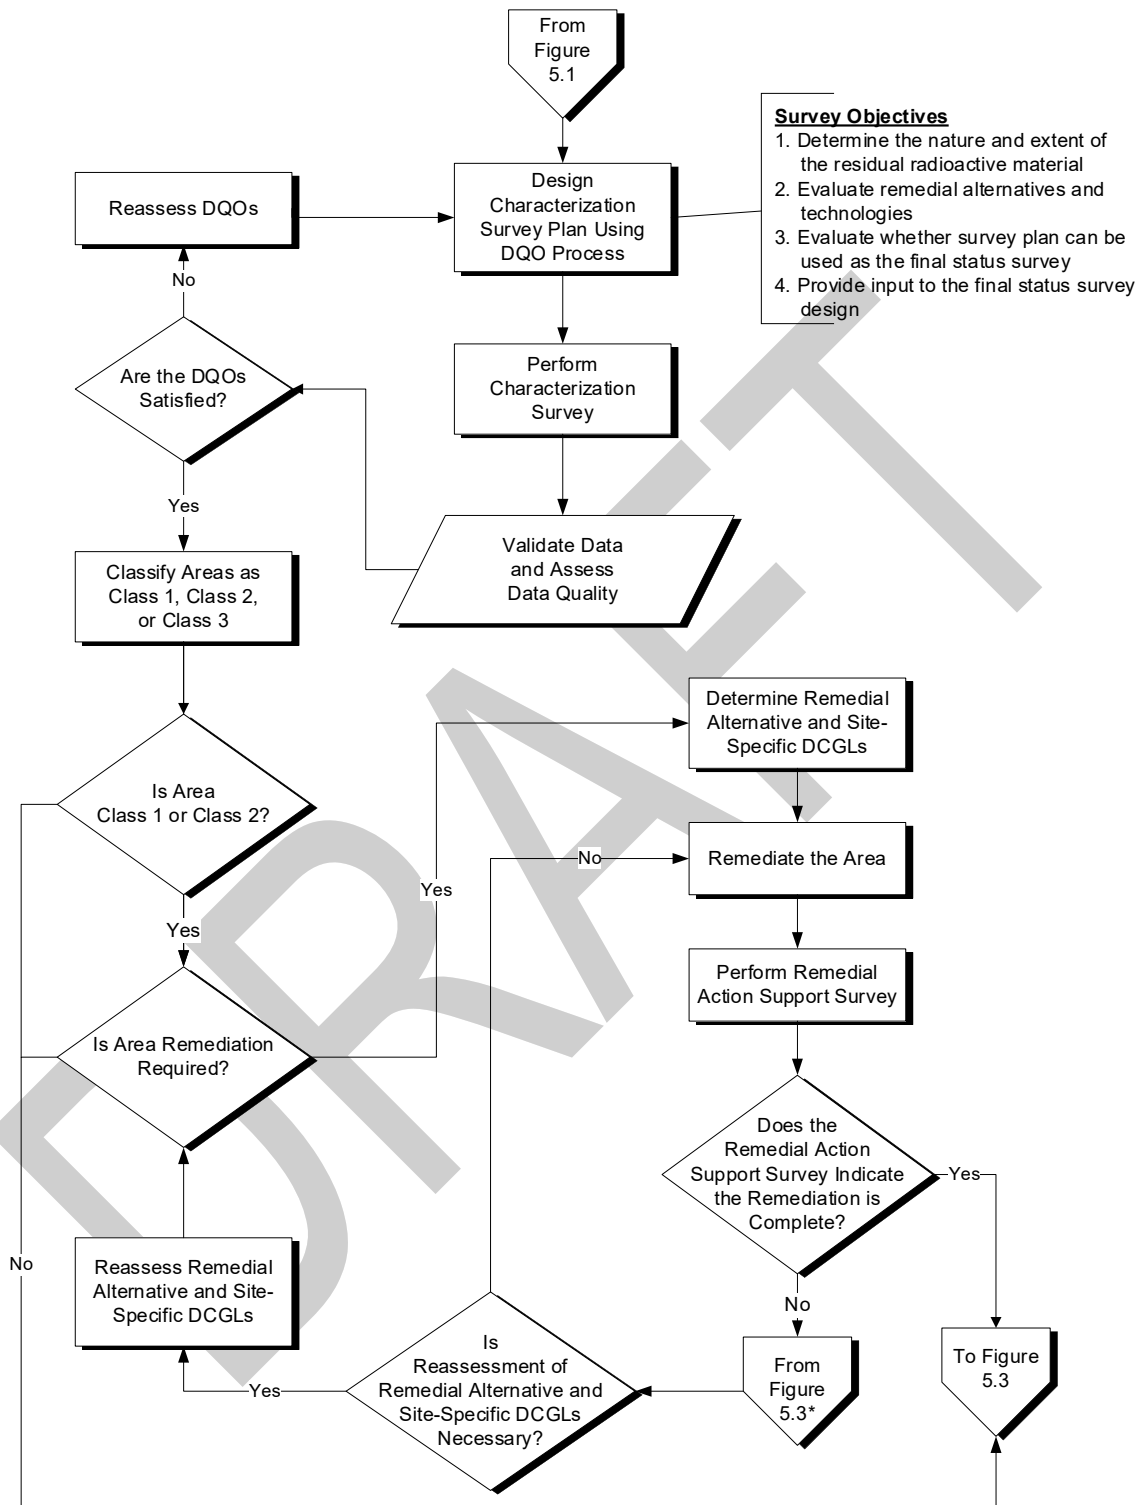 From
Figure
5.1
Survey Objectives
1. Determine the nature and extent of
the residual radioactive material
2. Evaluate remedial alternatives and
technologies
3. Evaluate whether survey plan can be
used as the final status survey
4. Provide input to the final status survey
design
Design
Characterization
Survey Plan Using
DQO Process
Reassess DQOs
No
Are the DQOs
Satisfied?
Perform
Characterization
Survey
Yes
Validate Data
and Assess
Data Quality
Classify Areas as
Class 1, Class 2,
or Class 3
Determine Remedial
Alternative and Site-
Specific DCGLs
Is Area
Class 1 or Class 2?
No
Remediate the Area
Yes
Yes
Perform Remedial
Action Support Survey
Is Area Remediation
Required?
Does the
Remedial Action
Support Survey Indicate
the Remediation is
Complete?
Yes
No
Reassess Remedial
Alternative and Site-
Specific DCGLs
No
Is
Reassessment of
Remedial Alternative and
Site-Specific DCGLs
Necessary?
Yes
From
Figure
5.3*
To Figure
5.3
DRAFT